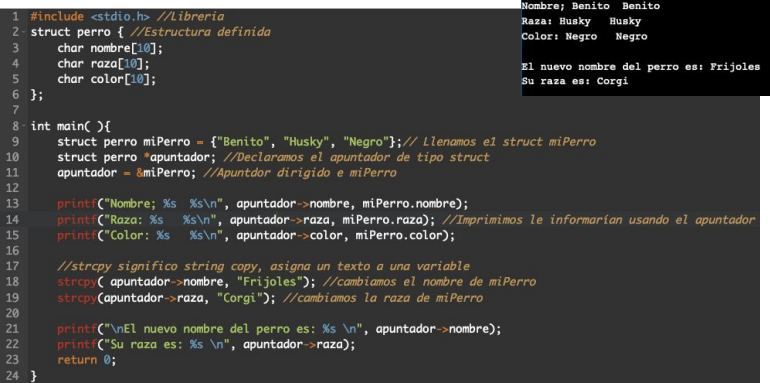 Nombre; Benito  Benito
Raza: Husky   Husky
Color: Negro   Negro

El nuevo nombre del perro es: Frijoles
Su raza es: Corgi
1 #include <stdio.h> //Libreria
2 struct perro { //Estructura definida
3     char nombre[10];
4     char raza[10];
5     char color[10];
6 };
7
8 int main( ){
9     struct perro miPerro = {"Benito", "Husky", "Negro"};// Llenamos e1 struct miPerro
10     struct perro *apuntador; //Declaramos el apuntador de tipo struct
11     apuntador = &miPerro; //Apuntdor dirigido e miPerro
12
13     printf("Nombre; %s  %s\n", apuntador->nombre, miPerro.nombre);
14     printf("Raza: %s   %s\n", apuntador->raza, miPerro.raza); //Imprimimos le informarían usando el apuntador
15     printf("Color: %s   %s\n", apuntador->color, miPerro.color);
16
17     //strcpy significo string copy, asigna un texto a una variable
18     strcpy( apuntador->nombre, "Frijoles"); //cambiamos el nombre de miPerro
19     strcpy(apuntador->raza, "Corgi"); //cambiamos la raza de miPerro
20
21     printf("\nEl nuevo nombre del perro es: %s \n", apuntador->nombre);
22     printf("Su raza es: %s \n", apuntador->raza);
23     return 0;
24 }